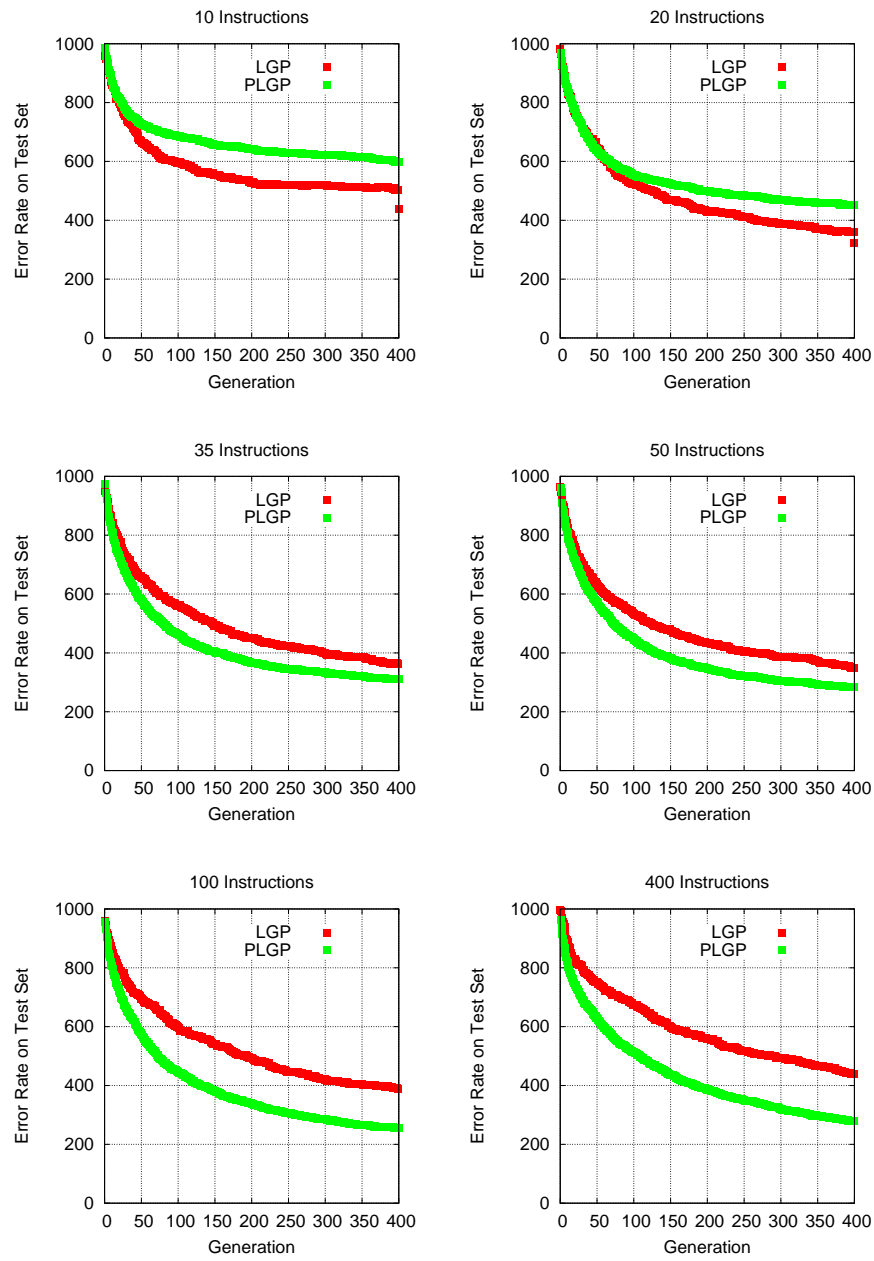 10 Instructions
1000
800
600
400
200
0
0 50 100 150 200 250 300 350 400
Error Rate on Test Set
Generation
LGP
PLGP
20 Instructions
1000
800
600
400
200
0
0 50 100 150 200 250 300 350 400
Error Rate on Test Set
Generation
LGP
PLGP
35 Instructions
1000
800
600
400
200
0
0 50 100 150 200 250 300 350 400
Error Rate on Test Set
Generation
LGP
PLGP
50 Instructions
1000
800
600
400
200
0
0 50 100 150 200 250 300 350 400
Error Rate on Test Set
Generation
LGP
PLGP
100 Instructions
1000
800
600
400
200
0
0 50 100 150 200 250 300 350 400
Error Rate on Test Set
Generation
LGP
PLGP
400 Instructions
1000
800
600
400
200
0
0 50 100 150 200 250 300 350 400
Error Rate on Test Set
Generation
LGP
PLGP